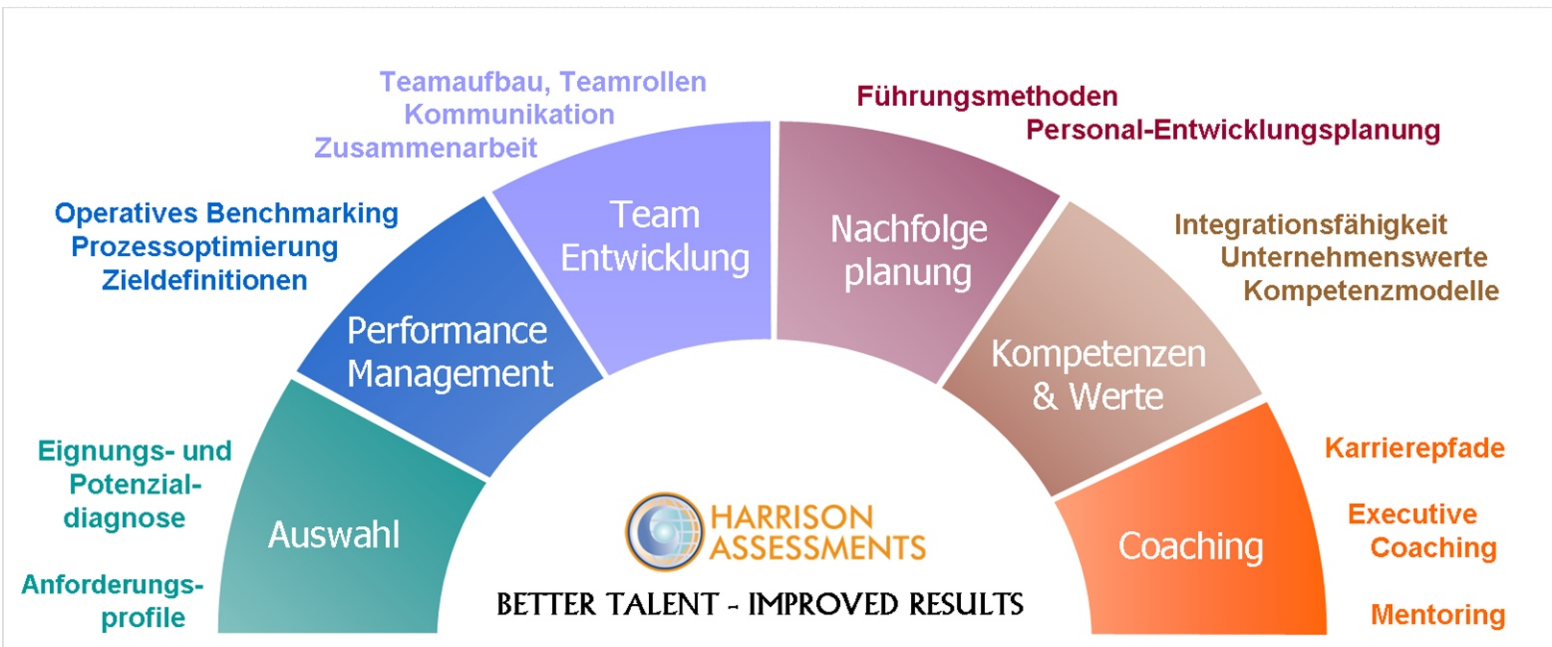 Teamaufbau, Teamrollen
Kommunikation
Zusammenarbeit
Führungsmethoden
Personal-Entwicklungsplanung
Operatives Benchmarking
Prozessoptimierung
Zieldefinitionen
Integrationsfähigkeit
Unternehmenswerte
Kompetenzmodelle
Team
Entwicklung
Nachfolge
planung
Performance
Management
Kompetenzen
& Werte
Eignungs- und
Potenzial-
diagnose
Anforderungs-
profile
Auswahl
HARRISON
ASSESSMENTS
BETTER TALENT - IMPROVED RESULTS
Coaching
Karrierepfade
Executive
Coaching
Mentoring